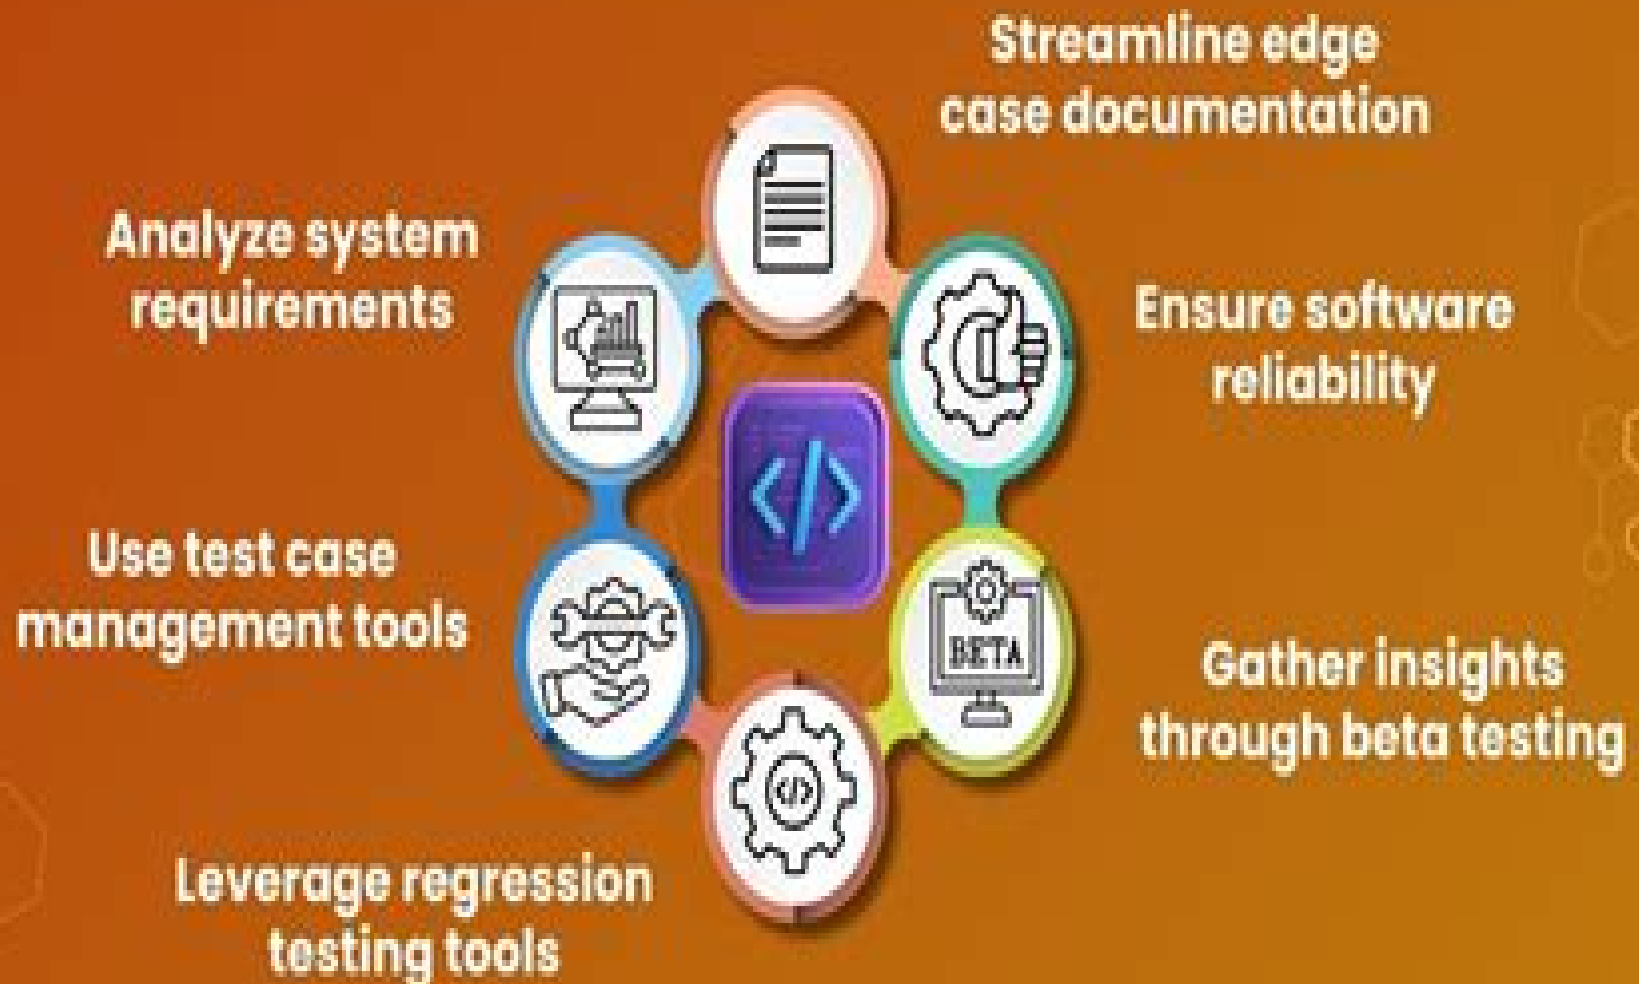 Streamline edge
case documentation
Analyze system
requirements
Ensure software
reliability
Use test case
management tools
BETA
Gather insights
through beta testing
Leverage regression
testing tools